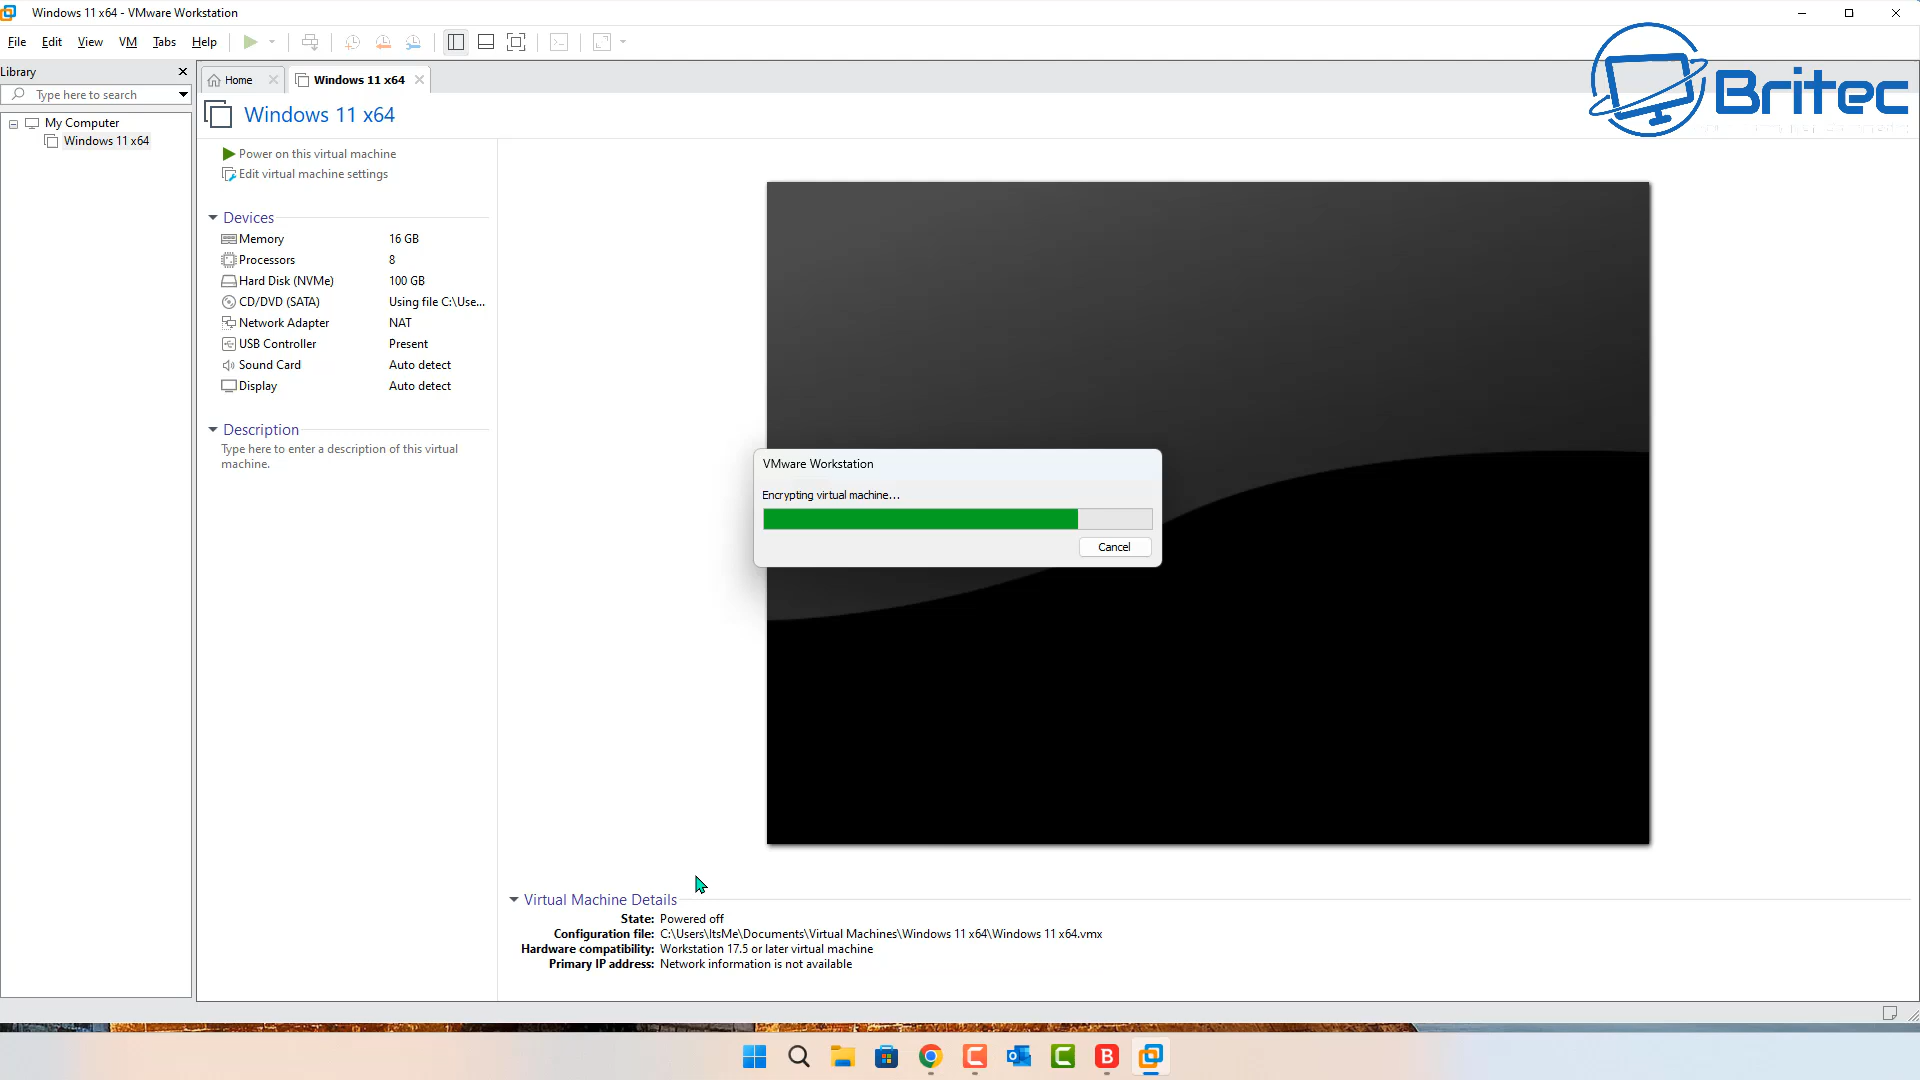 Windows 11 x64 - VMware Workstation
File Edit View VM Tabs Help
Library
Home
Windows 11 x64
Britec
Type here to search
Windows 11 x64
My Computer
Windows 11 x64
Power on this virtual machine
Edit virtual machine settings
Devices
Memory 16 GB
Processors 8
Hard Disk (NVMe) 100 GB
CD/DVD (SATA) Using file C:\Use...
Network Adapter NAT
USB Controller Present
Sound Card Auto detect
Display Auto detect
Description
Type here to enter a description of this virtual
machine.
VMware Workstation
Encrypting virtual machine...
Cancel
Virtual Machine Details
State: Powered off
Configuration file: C:\Users\ItsMe\Documents\Virtual Machines\Windows 11 x64\Windows 11 x64.vmx
Hardware compatibility: Workstation 17.5 or later virtual machine
Primary IP address: Network information is not available